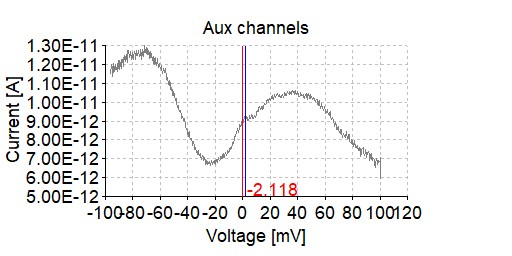 Aux channels
1.30E-11
1.20E-11
1.10E-11
1.00E-11
9.00E-12
8.00E-12
7.00E-12
6.00E-12
5.00E-12
Current [A]
-2.118
-100 -80 -60 -40 -20 0 20 40 60 80 100 120
Voltage [mV]